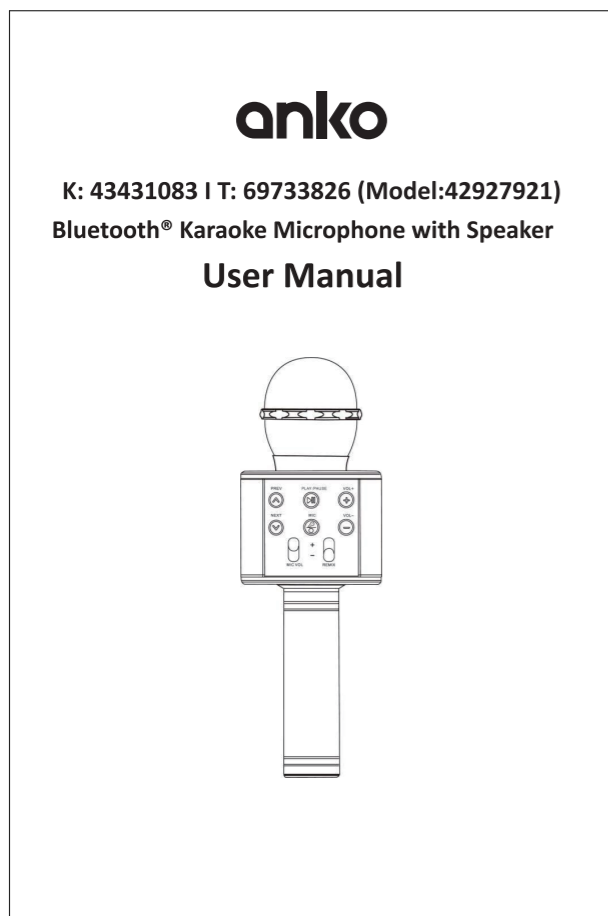 anko
K: 43431083 I T: 69733826 (Model:42927921)
Bluetooth® Karaoke Microphone with Speaker
User Manual
PREV PLAY/PAUSE VOL+
NEXT MIC VOL-
+
-
MIC VOL REMIX